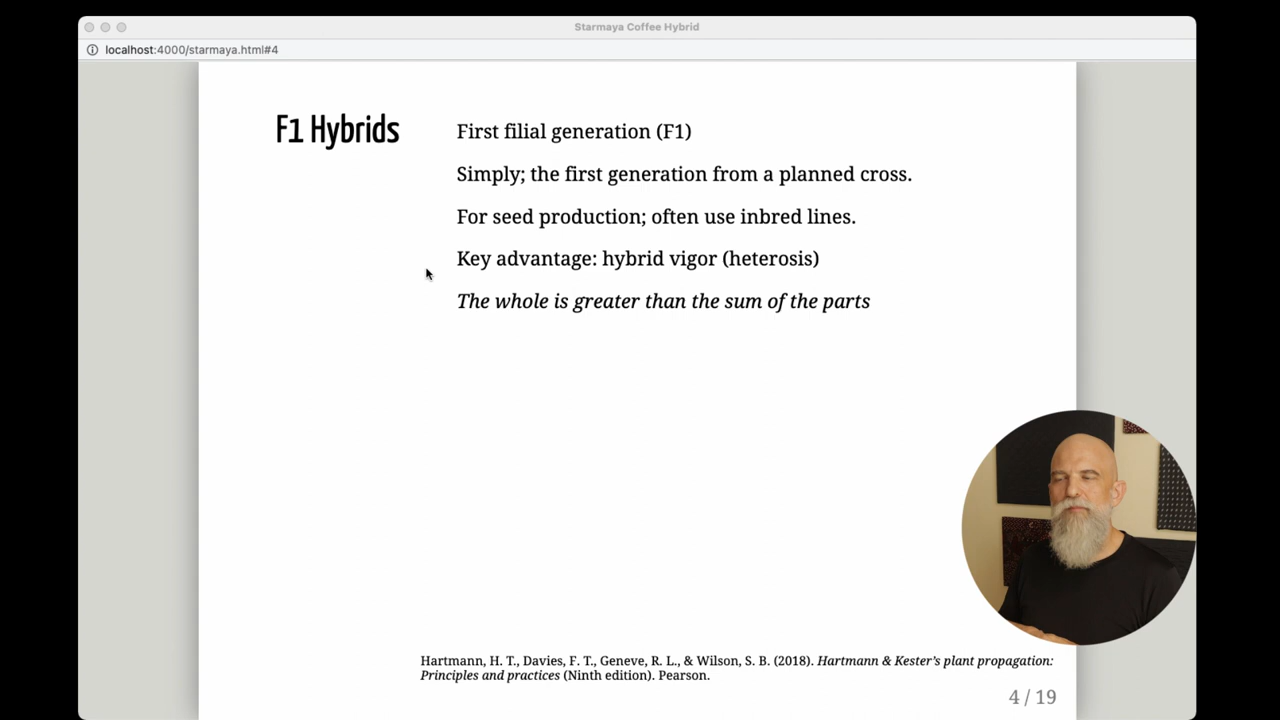 Starmaya Coffee Hybrid
localhost:4000/starmaya.html#4
F1 Hybrids
First filial generation (F1)
Simply; the first generation from a planned cross.
For seed production; often use inbred lines.
Key advantage: hybrid vigor (heterosis)
The whole is greater than the sum of the parts
Hartmann, H. T., Davies, F. T., Geneve, R. L., & Wilson, S. B. (2018). Hartmann & Kester's plant propagation:
Principles and practices (Ninth edition). Pearson.
4 / 19